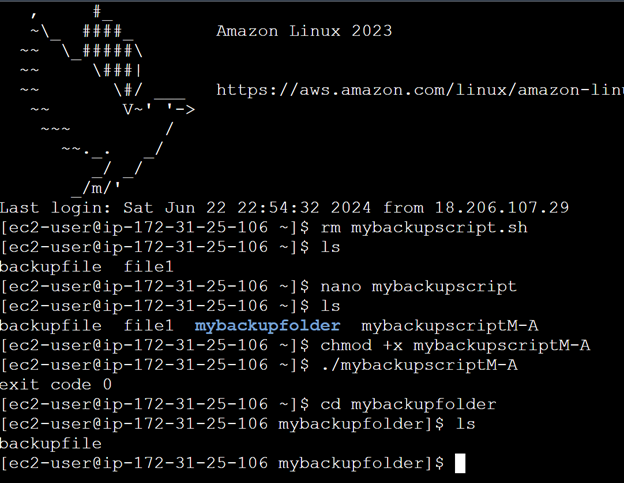 ,     #_
   ~\_  ####_        Amazon Linux 2023
  ~~  \_#####\
  ~~     \###|
  ~~       \#/ ___   https://aws.amazon.com/linux/amazon-linu
   ~~       V~' '->
    ~~~         /
      ~~._.   _/
         _/ _/
       _/m/'
Last login: Sat Jun 22 22:54:32 2024 from 18.206.107.29
[ec2-user@ip-172-31-25-106 ~]$ rm mybackupscript.sh
[ec2-user@ip-172-31-25-106 ~]$ ls
backupfile  file1
[ec2-user@ip-172-31-25-106 ~]$ nano mybackupscript
[ec2-user@ip-172-31-25-106 ~]$ ls
backupfile  file1  mybackupfolder  mybackupscriptM-A
[ec2-user@ip-172-31-25-106 ~]$ chmod +x mybackupscriptM-A
[ec2-user@ip-172-31-25-106 ~]$ ./mybackupscriptM-A
exit code 0
[ec2-user@ip-172-31-25-106 ~]$ cd mybackupfolder
[ec2-user@ip-172-31-25-106 mybackupfolder]$ ls
backupfile
[ec2-user@ip-172-31-25-106 mybackupfolder]$